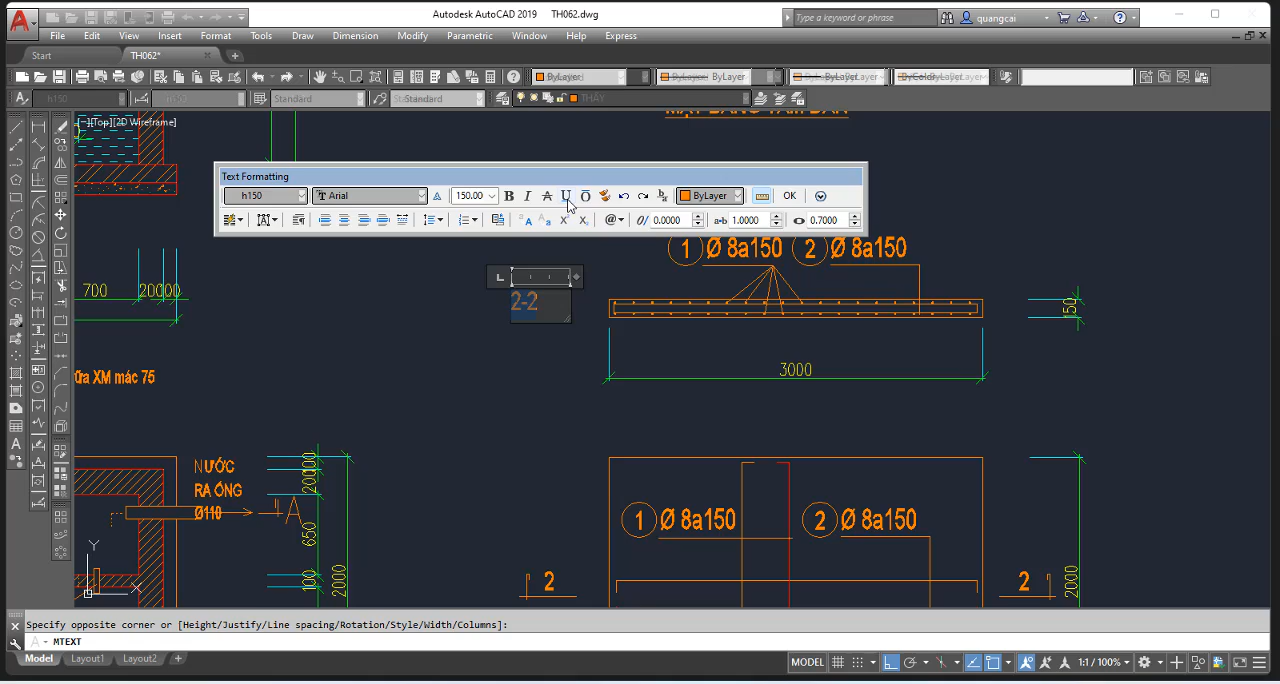 Autodesk AutoCAD 2019 TH062.dwg
Type a keyword or phrase
quangcai
File Edit View Insert Format Tools Draw Dimension Modify Parametric Window Help Express
Start
TH062*
ByLayer
ByLayer
ByLayer
h150
Standard
Standard
[−][Top][2D Wireframe]
Text Formatting
h150
Arial
150.00
B I A U O
ByLayer
OK
@ 0/ 0.0000 a-b 1.0000 0.7000
1 Ø 8a150 2 Ø 8a150
2-2
700 20000
150
3000
ữa XM mác 75
NƯỚC
RA ỐNG
Ø110
A
20000
650
100
2000
1 Ø 8a150 2 Ø 8a150
2 2
2000
Y
X
Specify opposite corner or [Height/Justify/Line spacing/Rotation/Style/Width/Columns]:
MTEXT
Model Layout1 Layout2 +
MODEL
1:1 / 100%